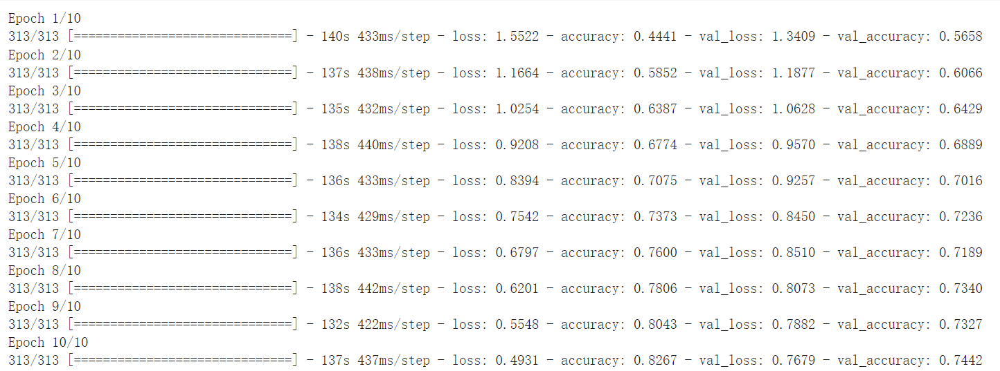 Epoch 1/10
313/313 [==============================] - 140s 433ms/step - loss: 1.5522 - accuracy: 0.4441 - val_loss: 1.3409 - val_accuracy: 0.5658
Epoch 2/10
313/313 [==============================] - 137s 438ms/step - loss: 1.1664 - accuracy: 0.5852 - val_loss: 1.1877 - val_accuracy: 0.6066
Epoch 3/10
313/313 [==============================] - 135s 432ms/step - loss: 1.0254 - accuracy: 0.6387 - val_loss: 1.0628 - val_accuracy: 0.6429
Epoch 4/10
313/313 [==============================] - 138s 440ms/step - loss: 0.9208 - accuracy: 0.6774 - val_loss: 0.9570 - val_accuracy: 0.6889
Epoch 5/10
313/313 [==============================] - 136s 433ms/step - loss: 0.8394 - accuracy: 0.7075 - val_loss: 0.9257 - val_accuracy: 0.7016
Epoch 6/10
313/313 [==============================] - 134s 429ms/step - loss: 0.7542 - accuracy: 0.7373 - val_loss: 0.8450 - val_accuracy: 0.7236
Epoch 7/10
313/313 [==============================] - 136s 433ms/step - loss: 0.6797 - accuracy: 0.7600 - val_loss: 0.8510 - val_accuracy: 0.7189
Epoch 8/10
313/313 [==============================] - 138s 442ms/step - loss: 0.6201 - accuracy: 0.7806 - val_loss: 0.8073 - val_accuracy: 0.7340
Epoch 9/10
313/313 [==============================] - 132s 422ms/step - loss: 0.5548 - accuracy: 0.8043 - val_loss: 0.7882 - val_accuracy: 0.7327
Epoch 10/10
313/313 [==============================] - 137s 437ms/step - loss: 0.4931 - accuracy: 0.8267 - val_loss: 0.7679 - val_accuracy: 0.7442